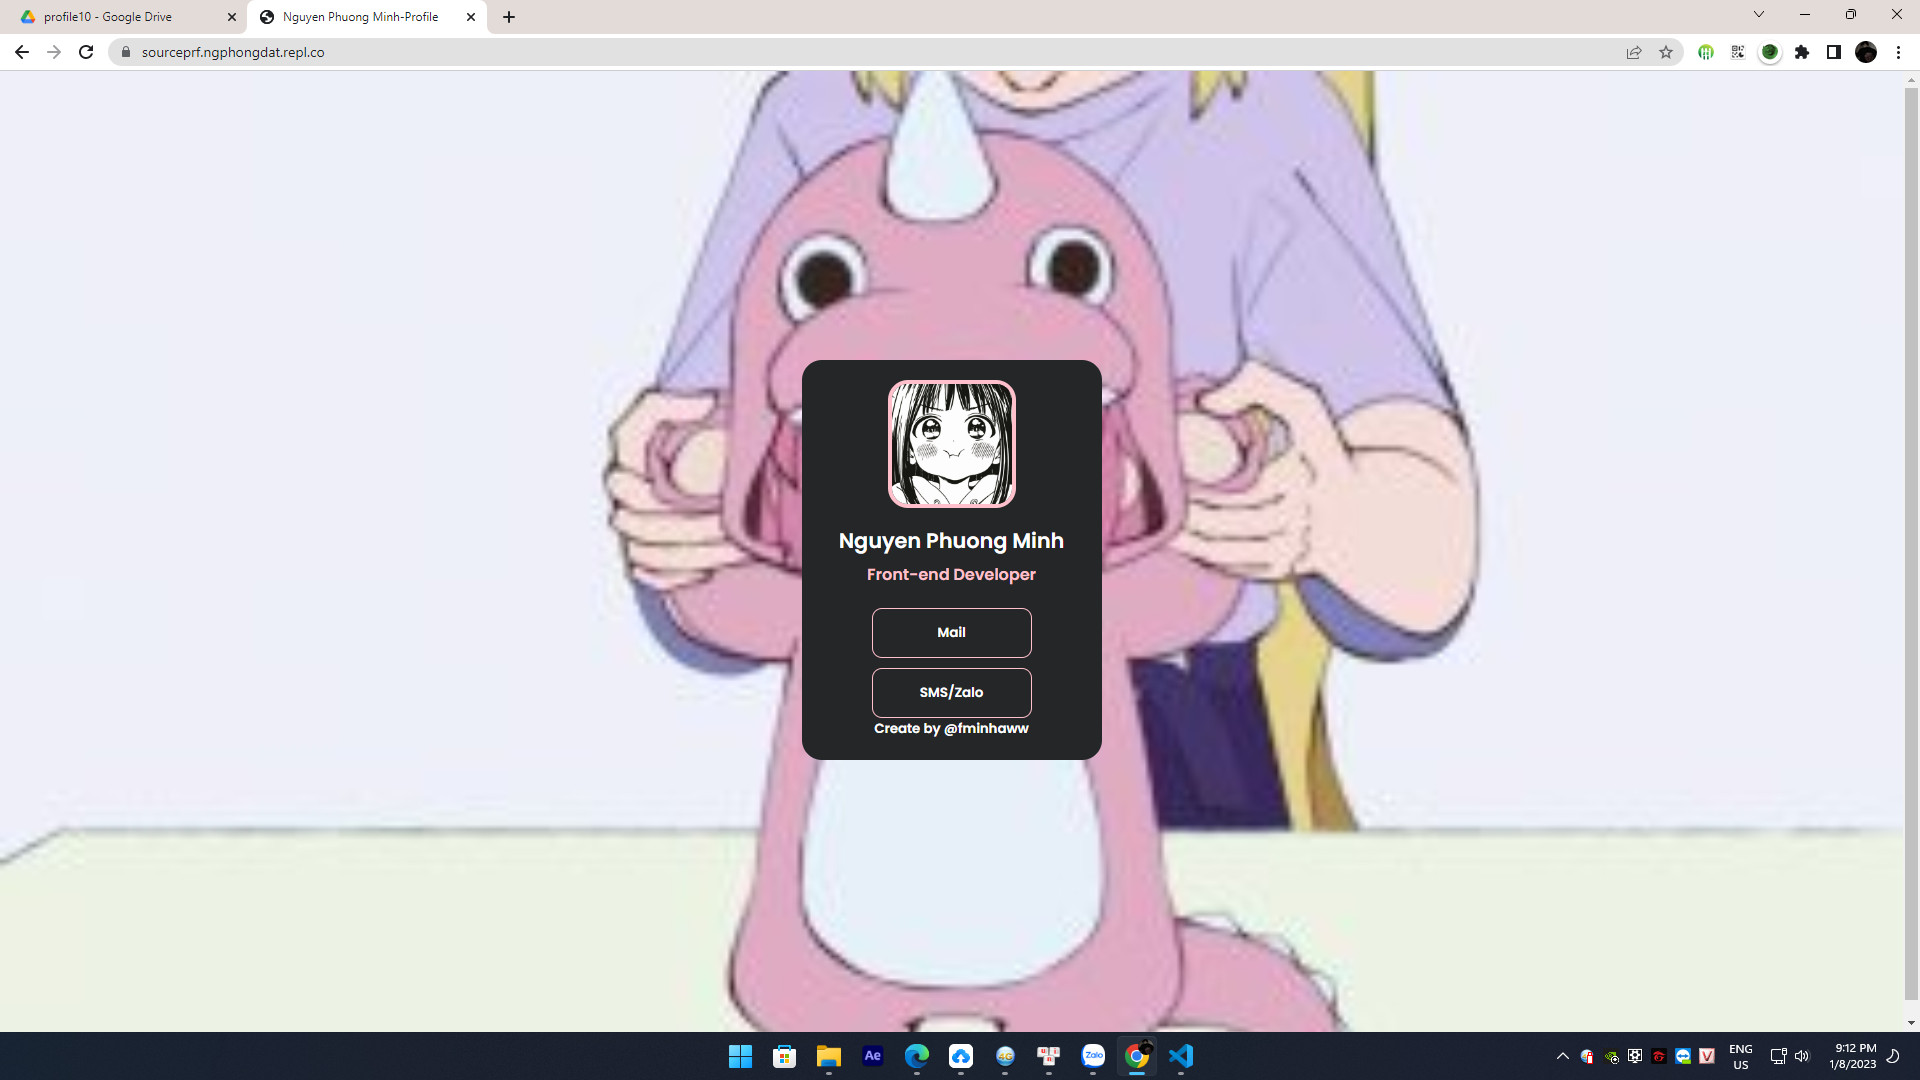 profile10 - Google Drive
Nguyen Phuong Minh-Profile
sourceprf.ngphongdat.repl.co
Nguyen Phuong Minh
Front-end Developer
Mail
SMS/Zalo
Create by @fminhaww
Ae
4G
Zalo
V
ENG
US
9:12 PM
1/8/2023